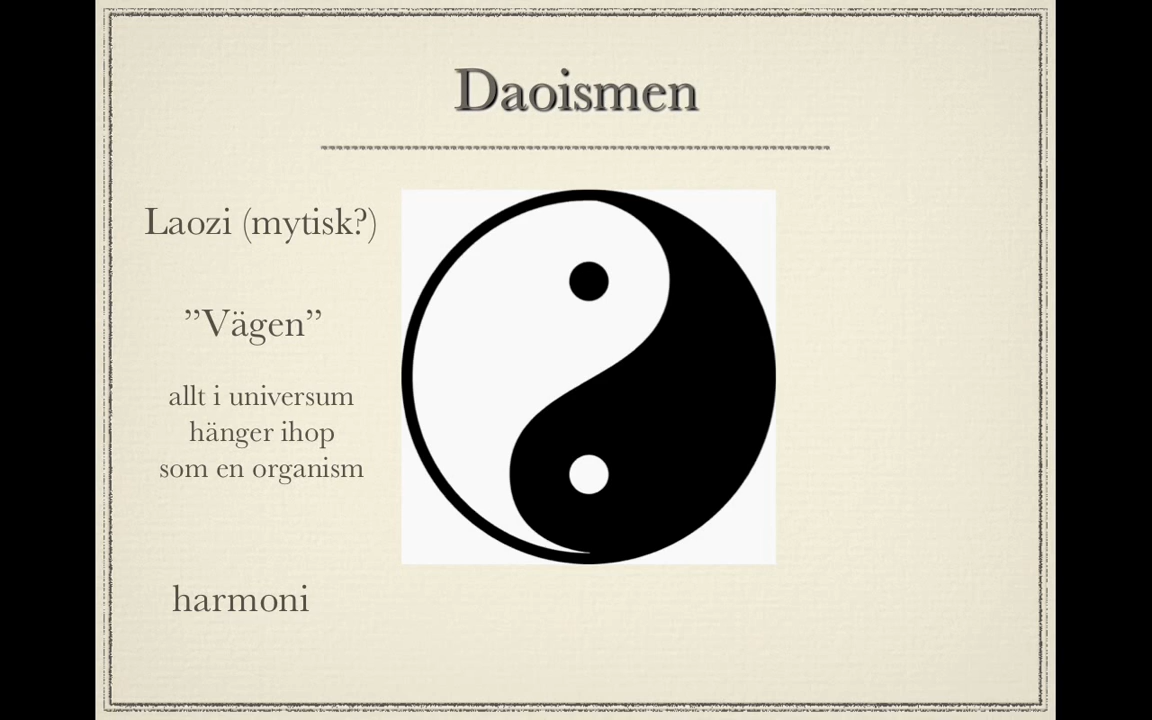 Daoismen
Laozi (mytisk?)
”Vägen”
allt i universum
hänger ihop
som en organism
harmoni